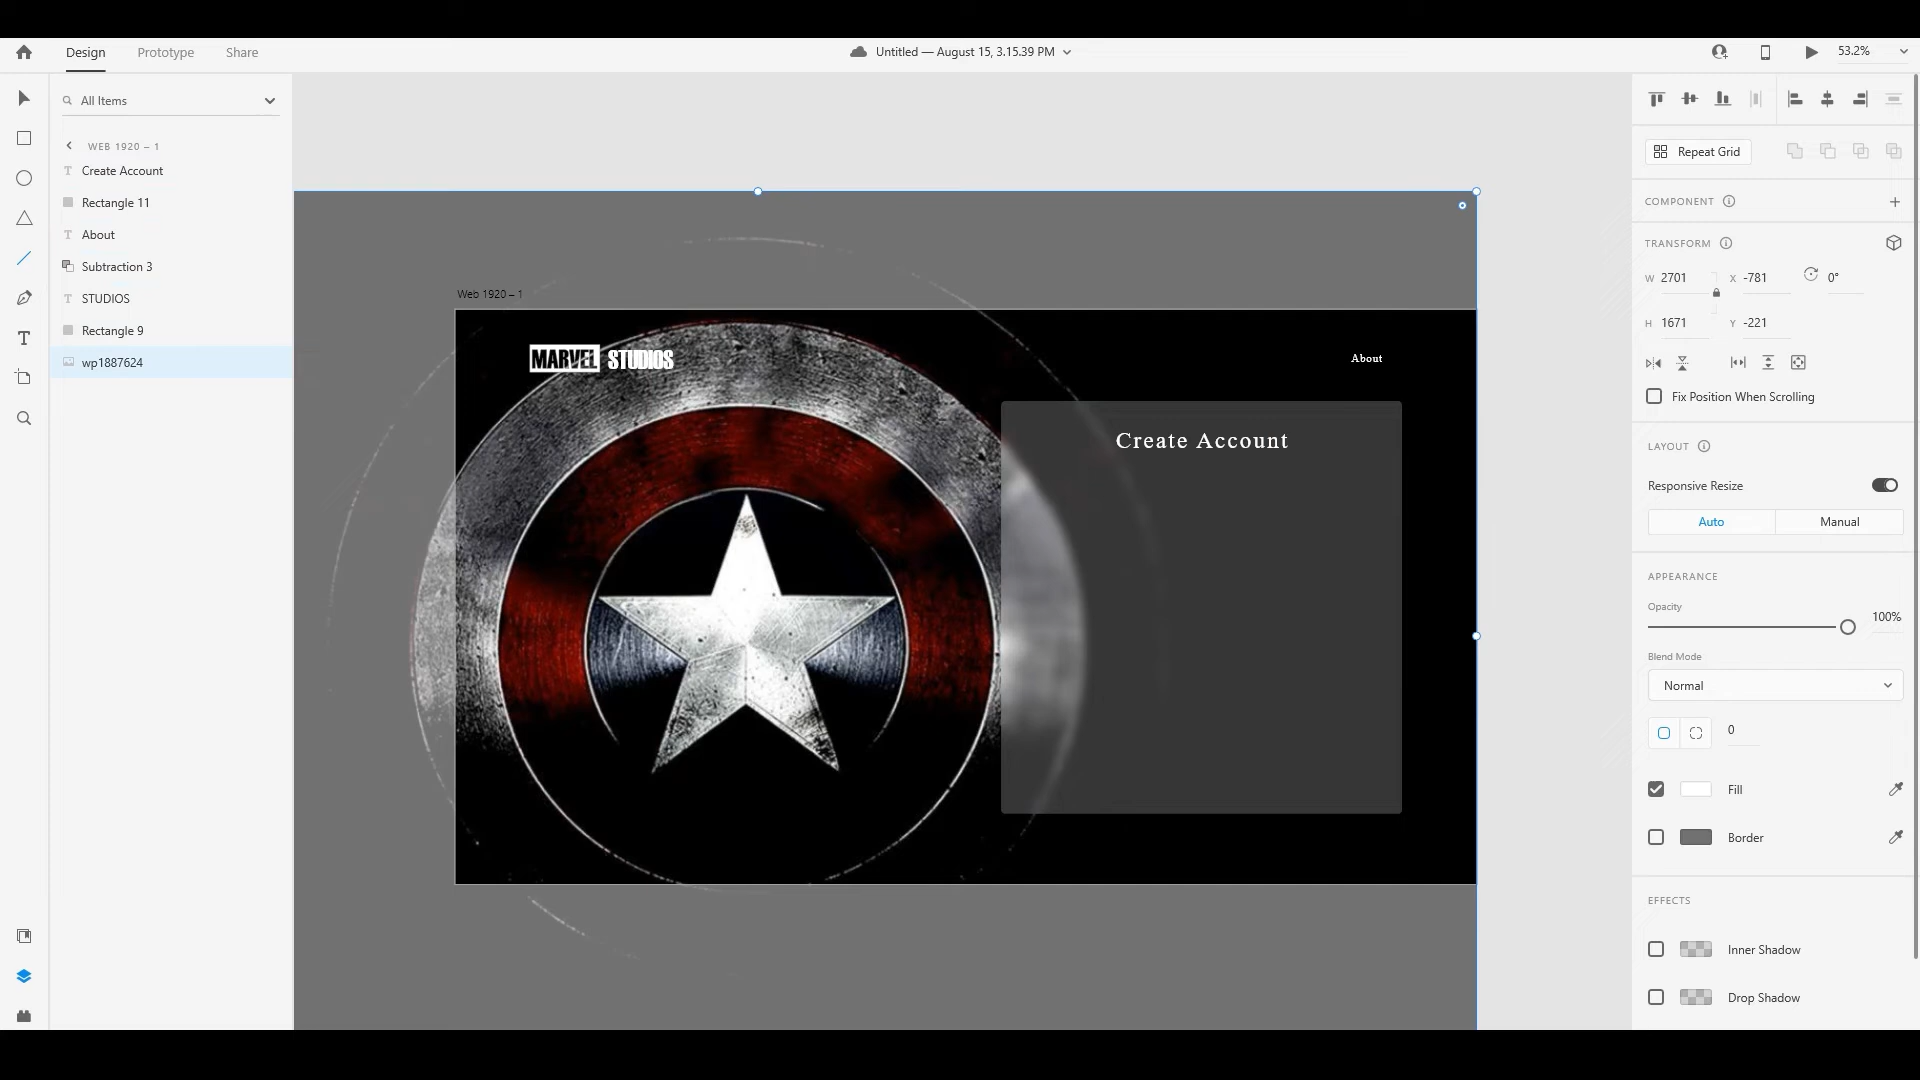 Design
Prototype
Share
Untitled — August 15, 3.15.39 PM
53.2%
All Items
WEB 1920 – 1
Create Account
Rectangle 11
About
Subtraction 3
STUDIOS
Rectangle 9
wp1887624
Web 1920 – 1
MARVEL STUDIOS
About
Create Account
Repeat Grid
COMPONENT
TRANSFORM
W 2701
X -781
0°
H 1671
Y -221
Fix Position When Scrolling
LAYOUT
Responsive Resize
Auto
Manual
APPEARANCE
Opacity
100%
Blend Mode
Normal
0
Fill
Border
EFFECTS
Inner Shadow
Drop Shadow